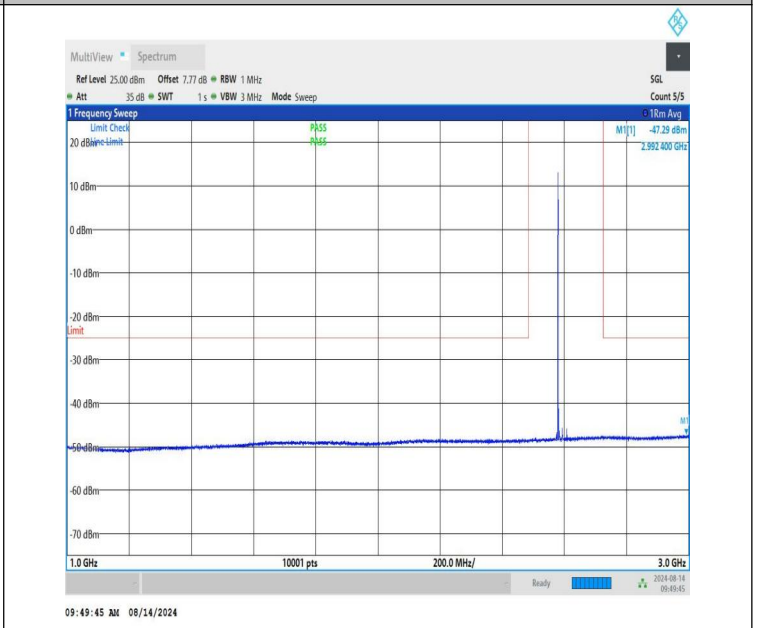 R S
MultiView Spectrum
Ref Level 25.00 dBm Offset 7.77 dB RBW 1 MHz SGL
Att 35 dB SWT 1 s VBW 3 MHz Mode Sweep Count 5/5
1 Frequency Sweep 1Rm Avg
Limit Check PASS M1[1] -47.29 dBm
20 dBm Line Limit PASS 2.992 400 GHz
10 dBm
0 dBm
-10 dBm
-20 dBm
Limit
-30 dBm
-40 dBm
M1
-50 dBm
-60 dBm
-70 dBm
1.0 GHz 10001 pts 200.0 MHz/ 3.0 GHz
Ready 2024-08-14
09:49:45
09:49:45 AM 08/14/2024